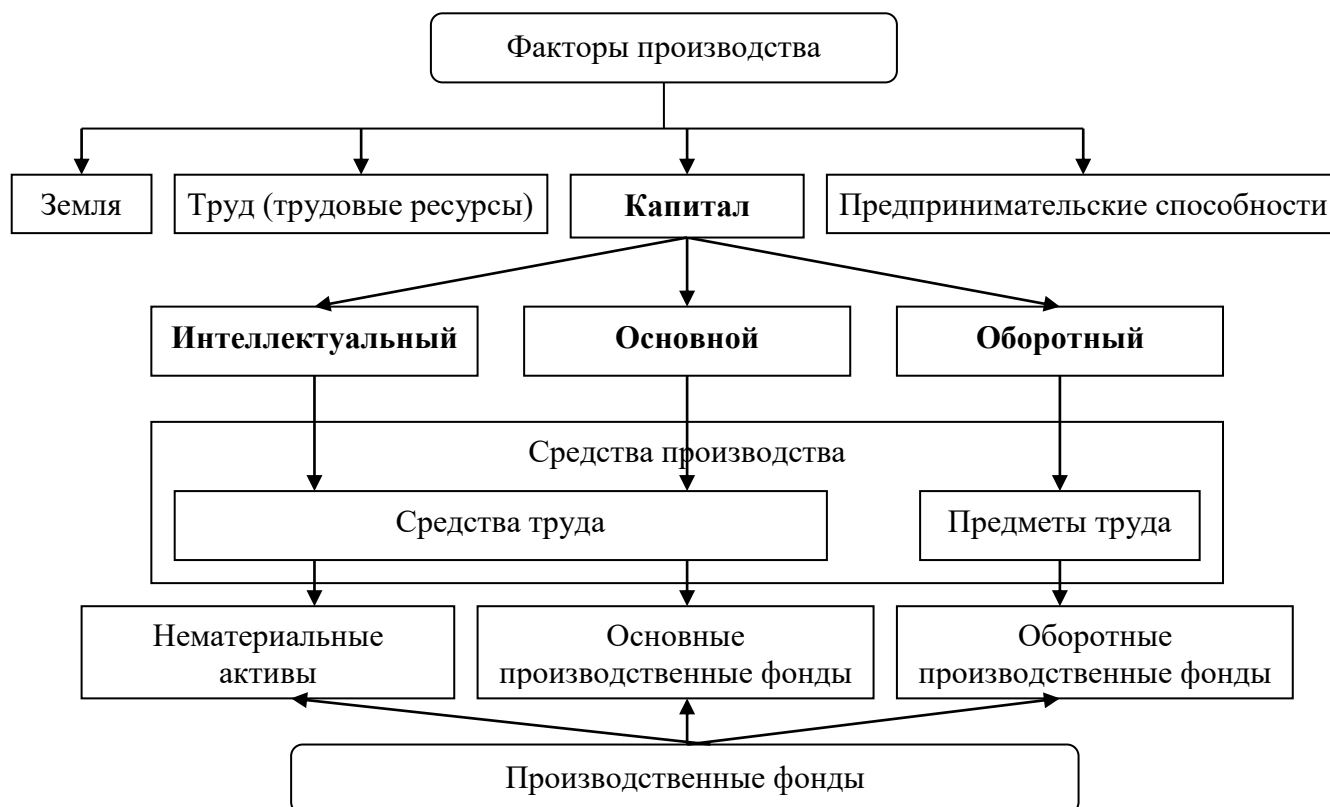 Факторы производства
Земля
Труд (трудовые ресурсы)
Капитал
Предпринимательские способности
Интеллектуальный
Основной
Оборотный
Средства производства
Средства труда
Предметы труда
Нематериальные
активы
Основные
производственные фонды
Оборотные
производственные фонды
Производственные фонды